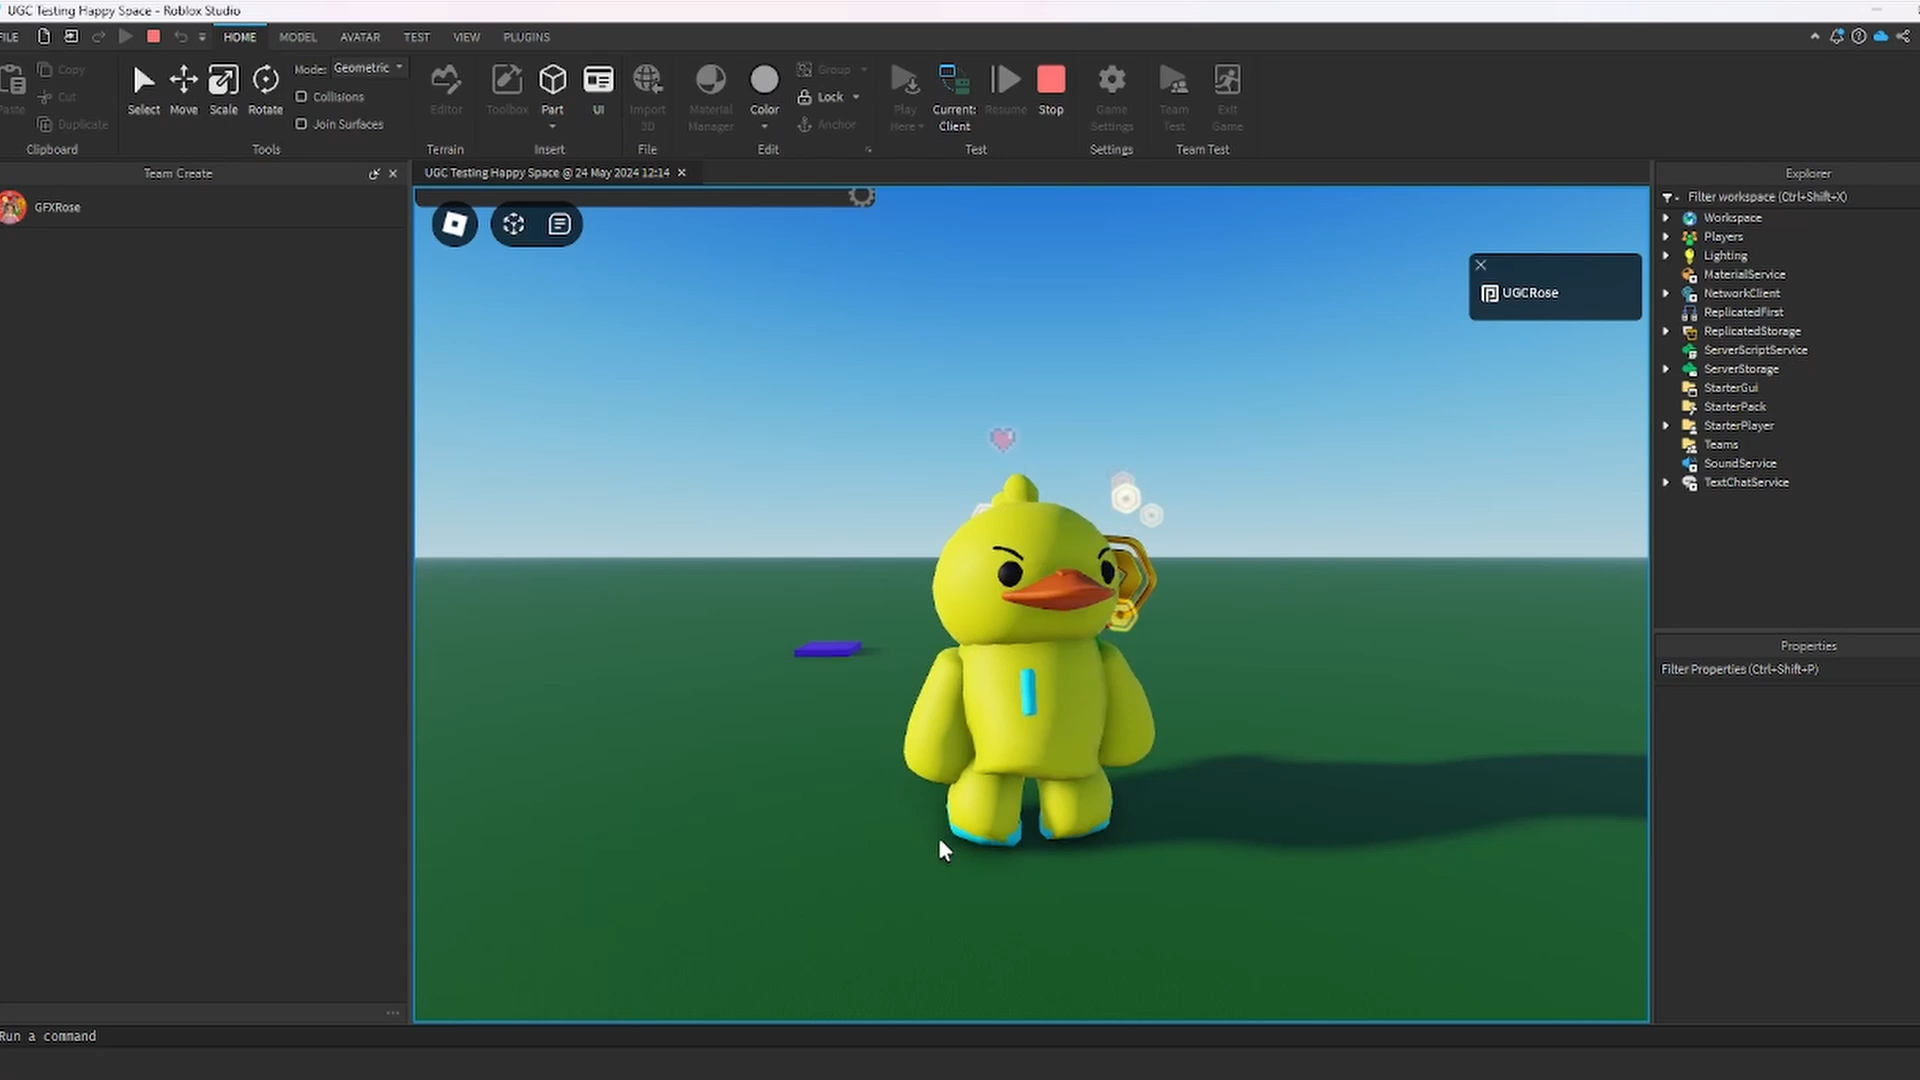 UGC Testing Happy Space - Roblox Studio
FILE HOME MODEL AVATAR TEST VIEW PLUGINS
Paste
Copy
Cut
Duplicate
Clipboard
Select
Move
Scale
Rotate
Mode: Geometric
Collisions
Join Surfaces
Tools
Editor
Terrain
Toolbox
Part
UI
Insert
Import
3D
File
Material
Manager
Color
Group
Lock
Anchor
Edit
Play
Here
Current:
Client
Resume
Stop
Test
Game
Settings
Settings
Team
Test
Exit
Game
Team Test
Team Create
GFXRose
UGC Testing Happy Space @ 24 May 2024 12:14
UGCRose
Explorer
Filter workspace (Ctrl+Shift+X)
Workspace
Players
Lighting
MaterialService
NetworkClient
ReplicatedFirst
ReplicatedStorage
ServerScriptService
ServerStorage
StarterGui
StarterPack
StarterPlayer
Teams
SoundService
TextChatService
Properties
Filter Properties (Ctrl+Shift+P)
Run a command